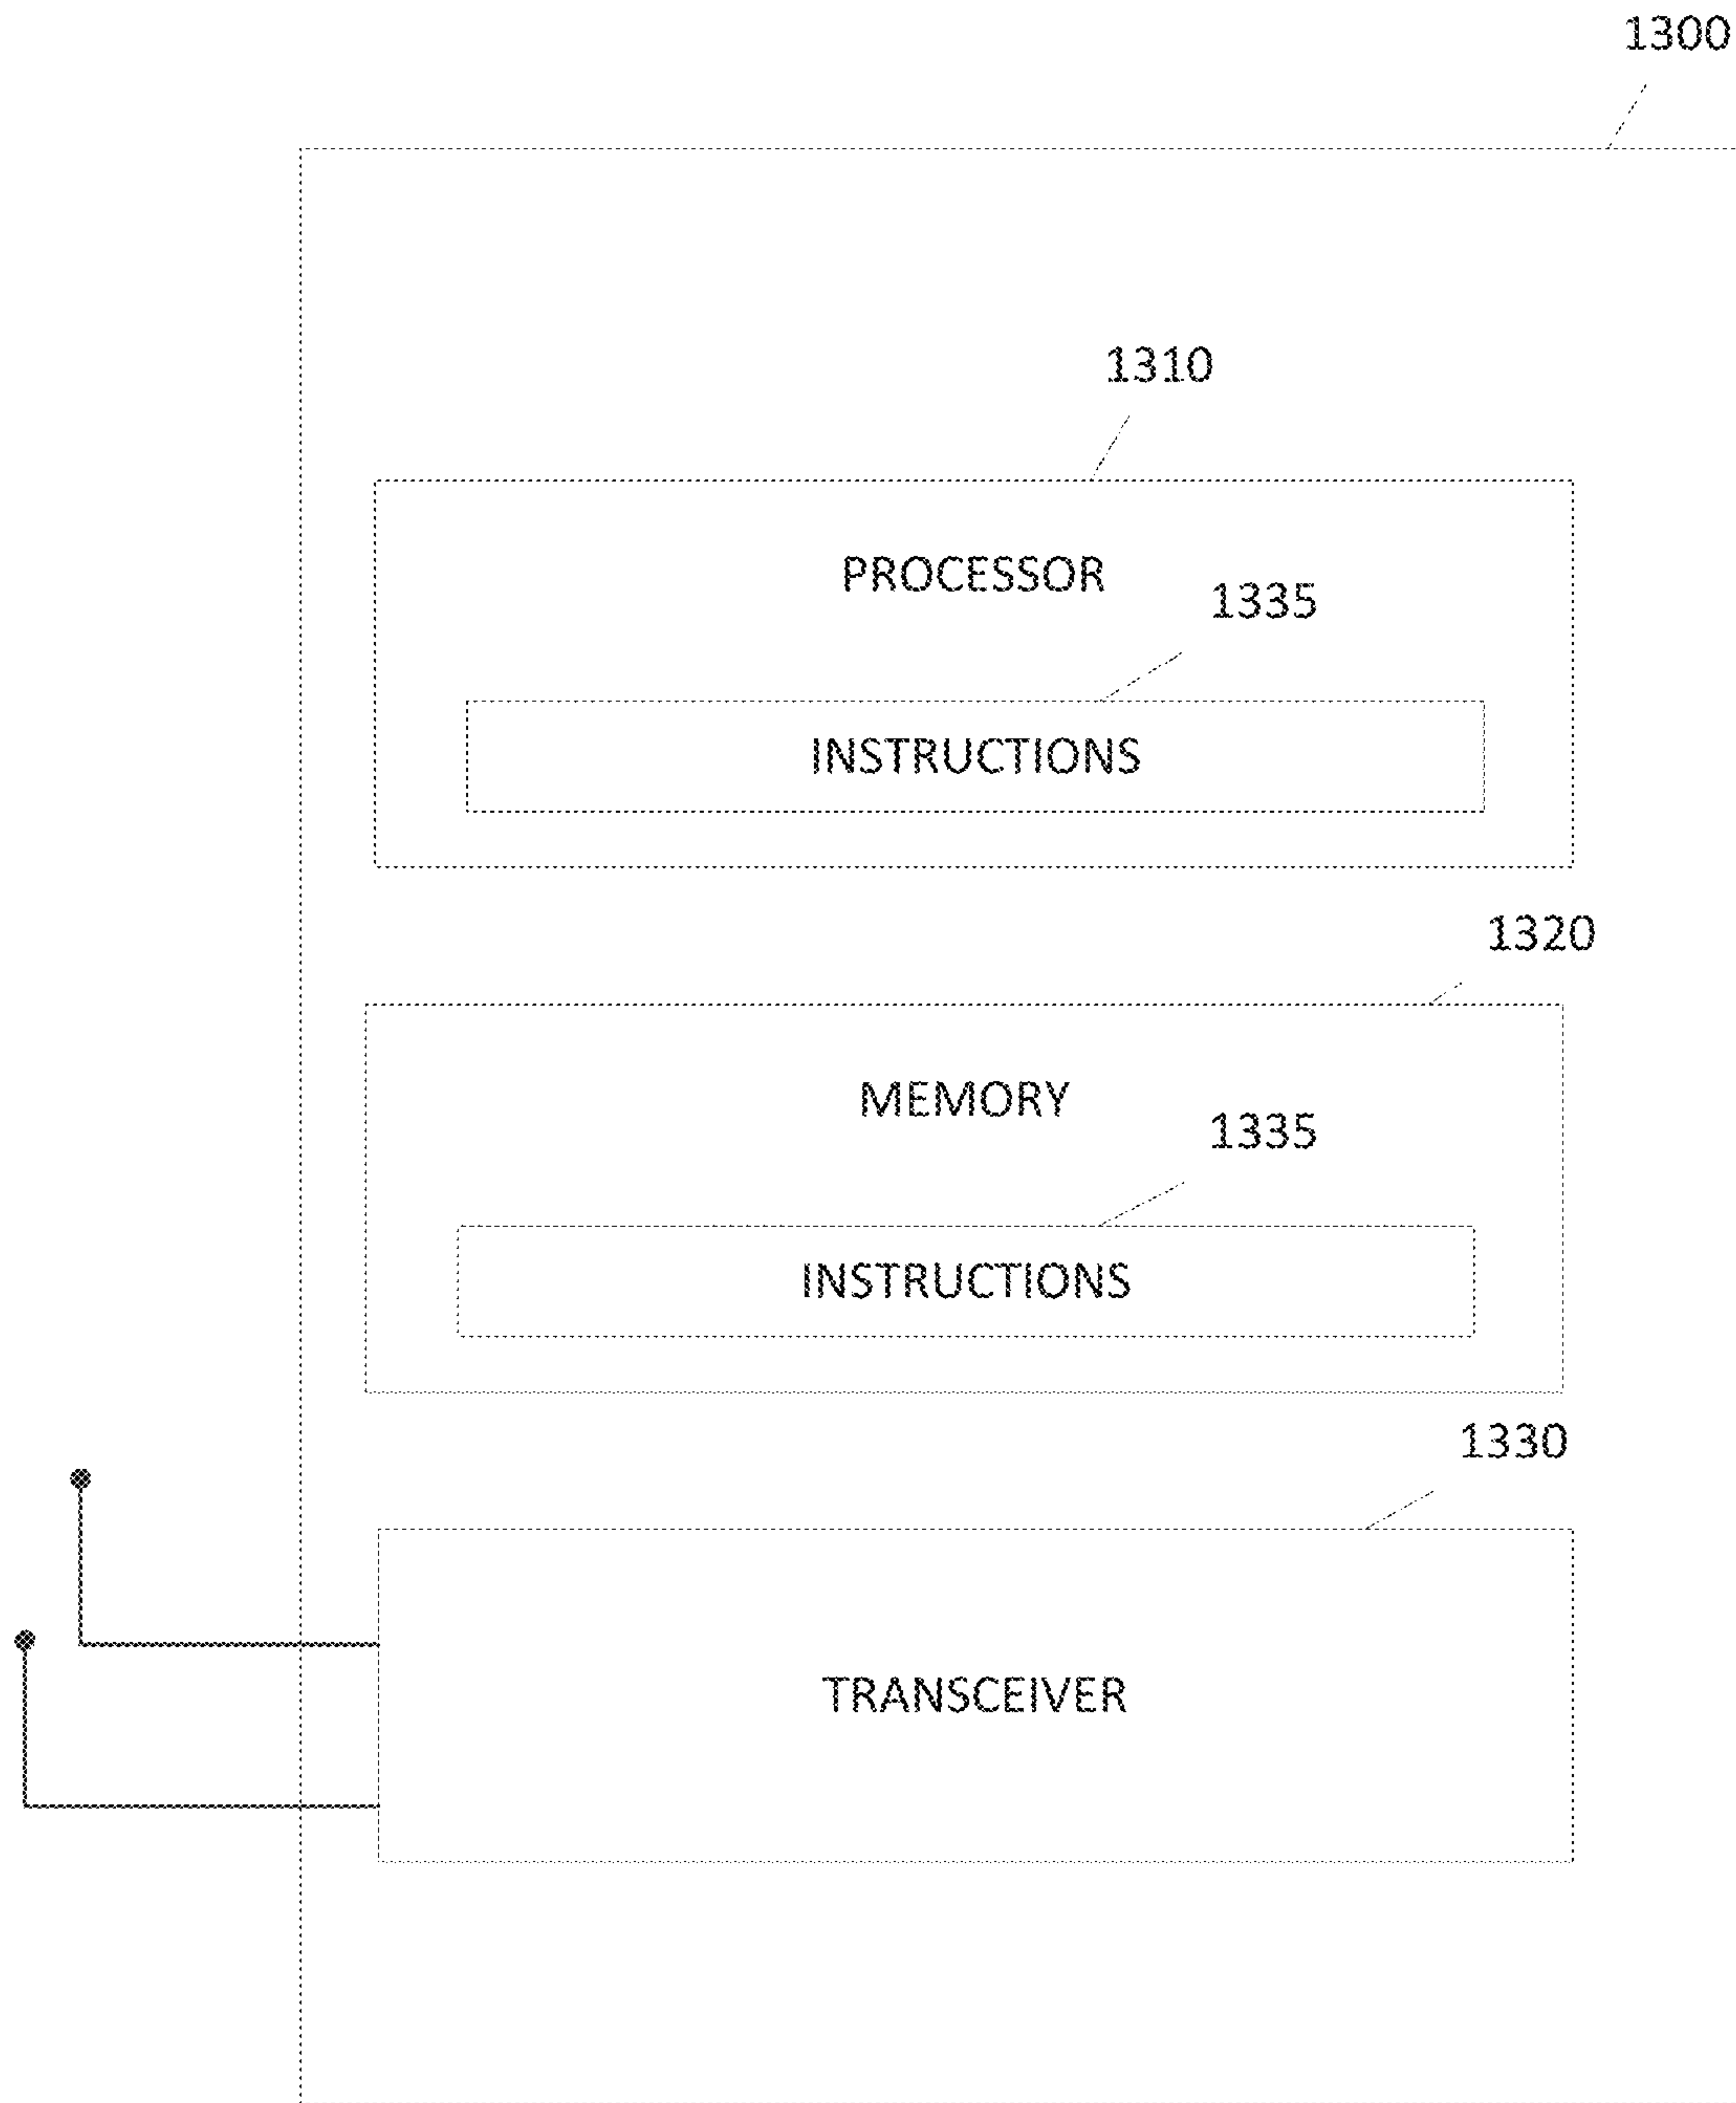 1300
1310
PROCESSOR
1335
INSTRUCTIONS
1320
MEMORY
1335
INSTRUCTIONS
1330
TRANSCEIVER